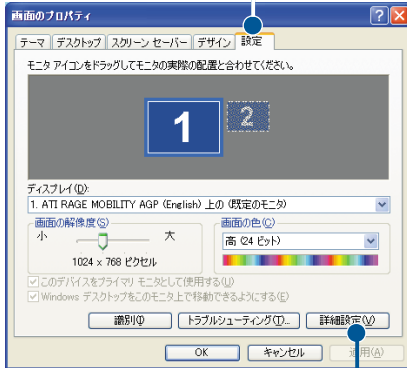 画面のプロパティ
テーマ デスクトップ スクリーン セーバー デザイン 設定
モニタ アイコンをドラッグしてモニタの実際の配置と合わせてください。
1 2
ディスプレイ(D):
1. ATI RAGE MOBILITY AGP (English) 上の (既定のモニタ)
画面の解像度(S) 画面の色(C)
小 大 高 (24 ビット)
1024 x 768 ピクセル
このデバイスをプライマリ モニタとして使用する(U)
Windows デスクトップをこのモニタ上で移動できるようにする(E)
識別(I) トラブルシューティング(T)... 詳細設定(V)
OK キャンセル 適用(A)